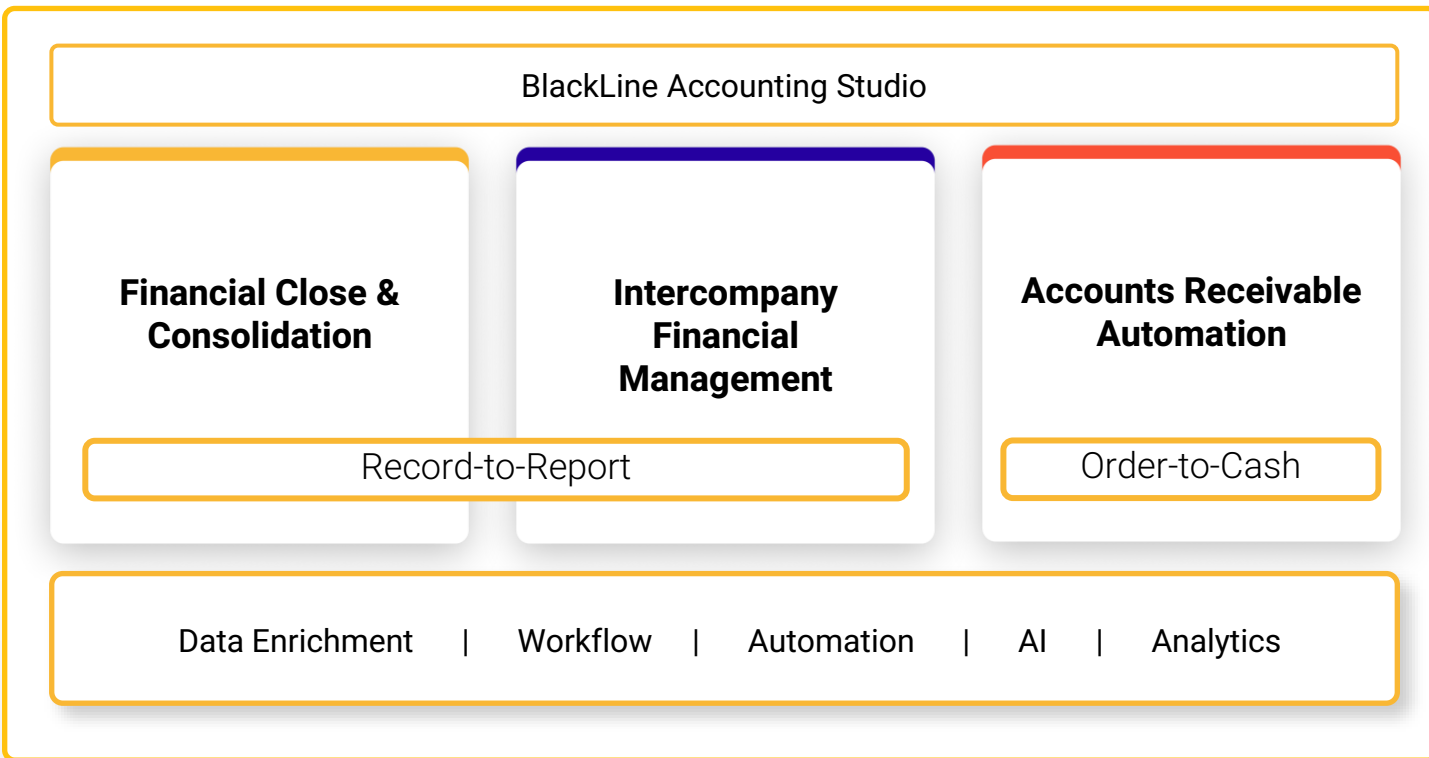 BlackLine Accounting Studio
Financial Close &
Consolidation
Intercompany
Financial
Management
Accounts Receivable
Automation
Record-to-Report
Order-to-Cash
Data Enrichment | Workflow | Automation | AI | Analytics